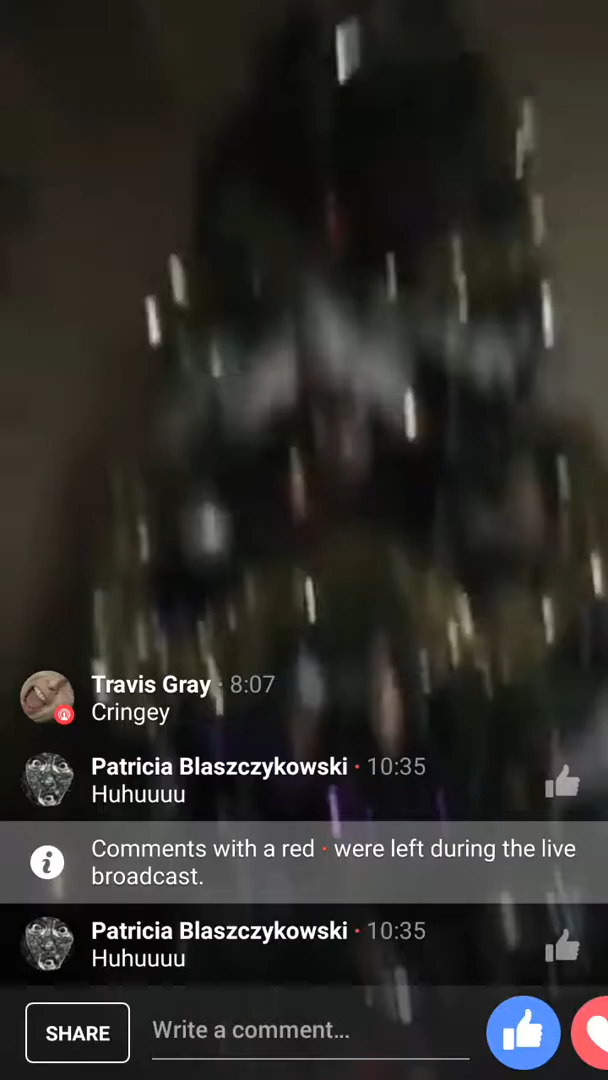 Travis Gray · 8:07
Cringey
Patricia Blaszczykowski · 10:35
Huhuuuu
Comments with a red · were left during the live
broadcast.
Patricia Blaszczykowski · 10:35
Huhuuuu
SHARE
Write a comment...